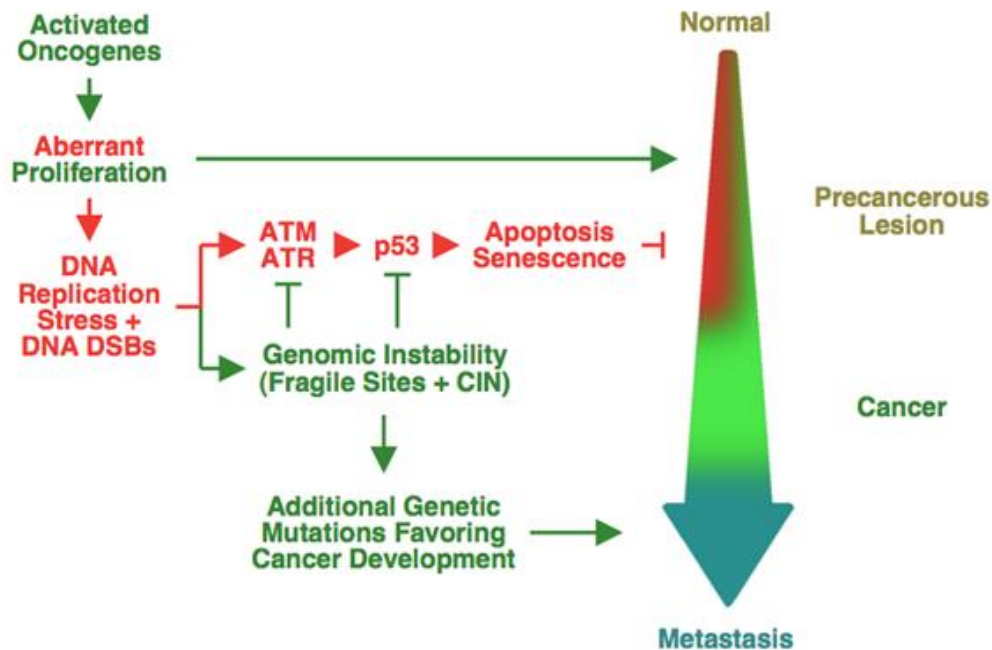 Activated
Oncogenes
Aberrant
Proliferation
DNA
Replication
Stress +
DNA DSBs
ATM
ATR
p53
Apoptosis
Senescence
Genomic Instability
(Fragile Sites + CIN)
Additional Genetic
Mutations Favoring
Cancer Development
Normal
Precancerous
Lesion
Cancer
Metastasis